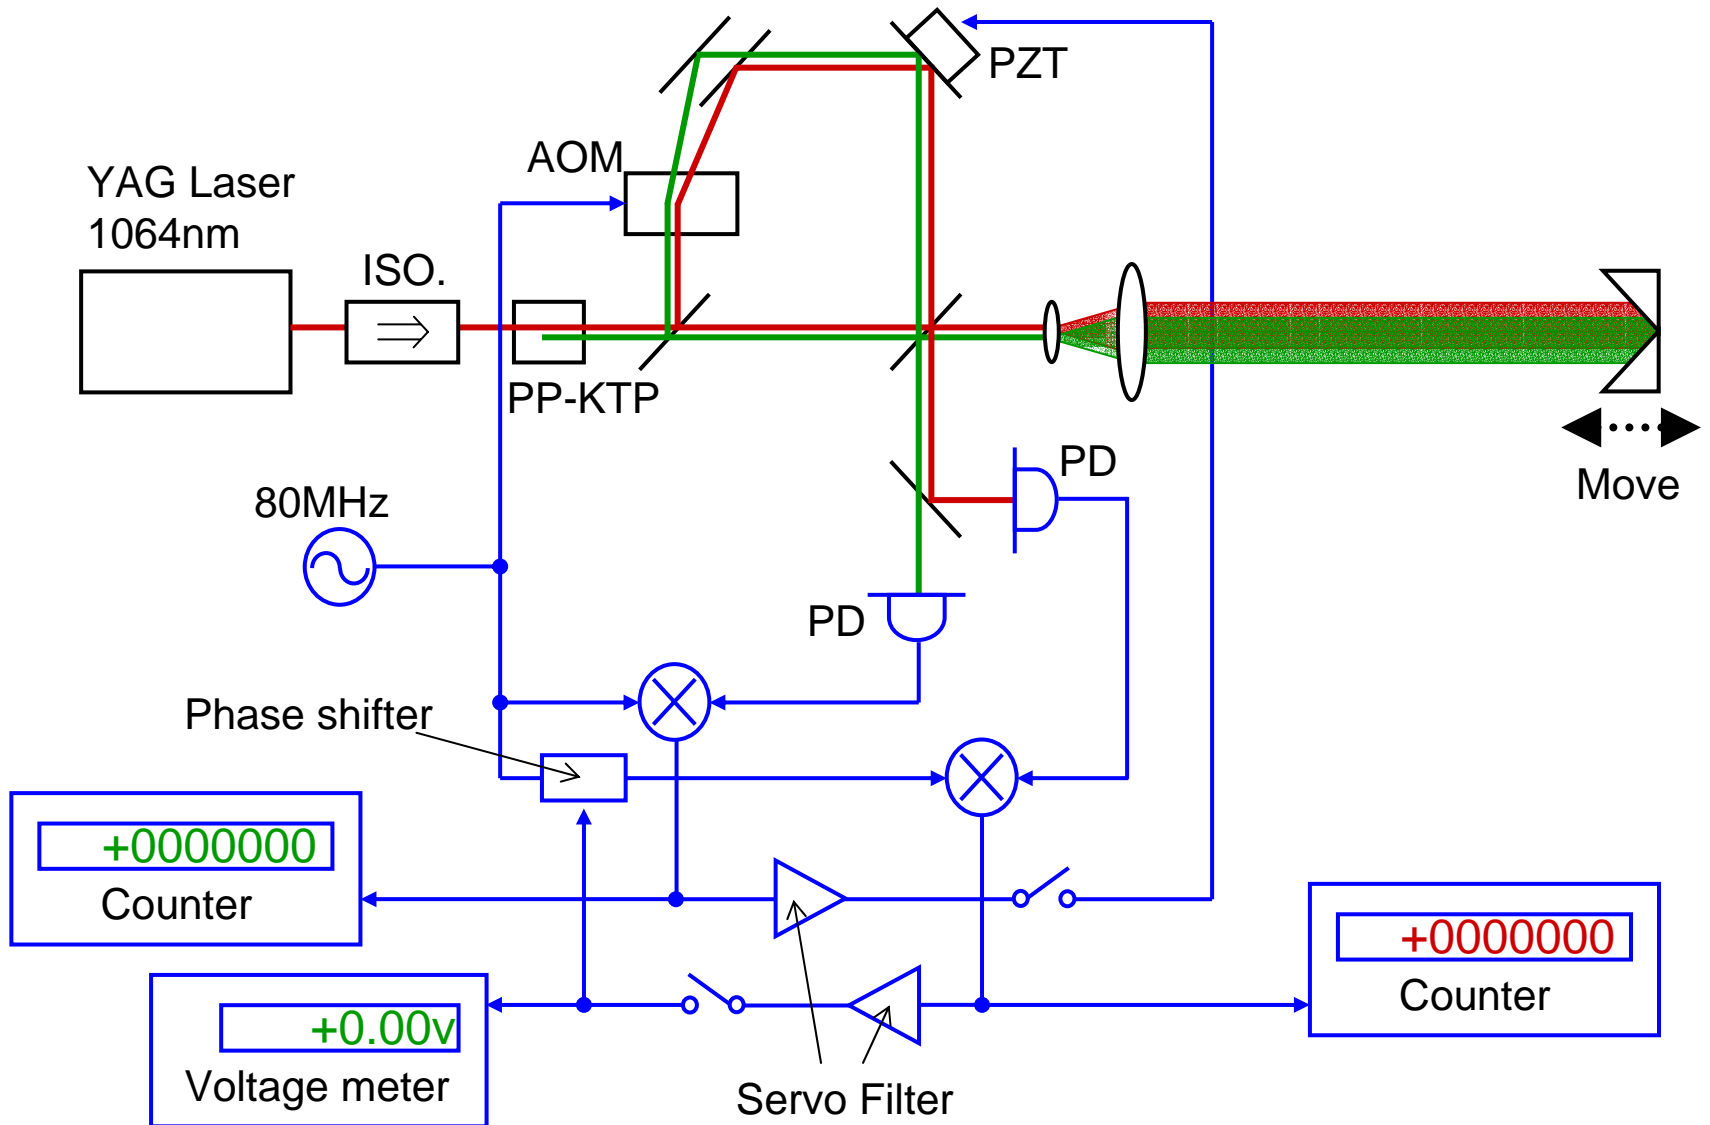 PZT
AOM
YAG Laser
1064nm
ISO.
PP-KTP
PD
Move
80MHz
PD
Phase shifter
+0000000
Counter
+0000000
Counter
+0.00v
Voltage meter
Servo Filter